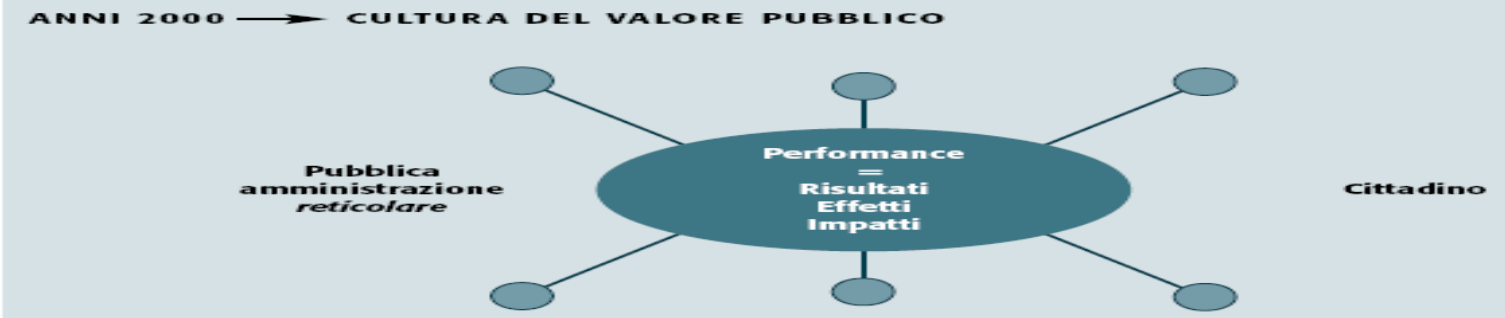 ANNI 2000 → CULTURA DEL VALORE PUBBLICO
Pubblica
amministrazione
reticolare
Performance
=
Risultati
Effetti
Impatti
Cittadino